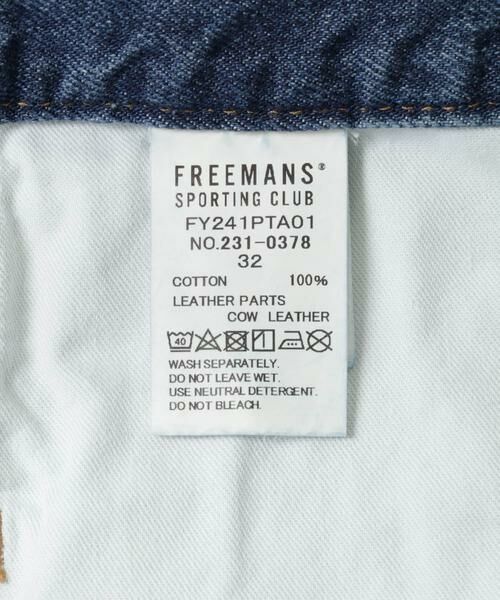 FREEMANS®
SPORTING CLUB
FY241PTA01
NO.231-0378
32
COTTON 100%
LEATHER PARTS
COW LEATHER
40
WASH SEPARATELY.
DO NOT LEAVE WET.
USE NEUTRAL DETERGENT.
DO NOT BLEACH.